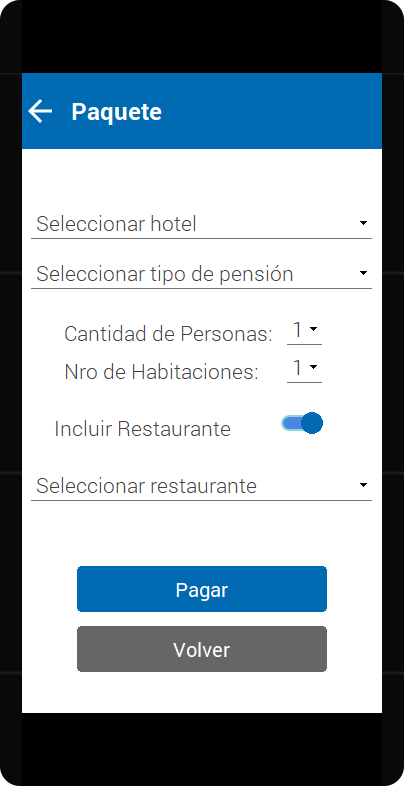 Paquete
Seleccionar hotel
Seleccionar tipo de pensión
Cantidad de Personas: 1
Nro de Habitaciones: 1
Incluir Restaurante
Seleccionar restaurante
Pagar
Volver